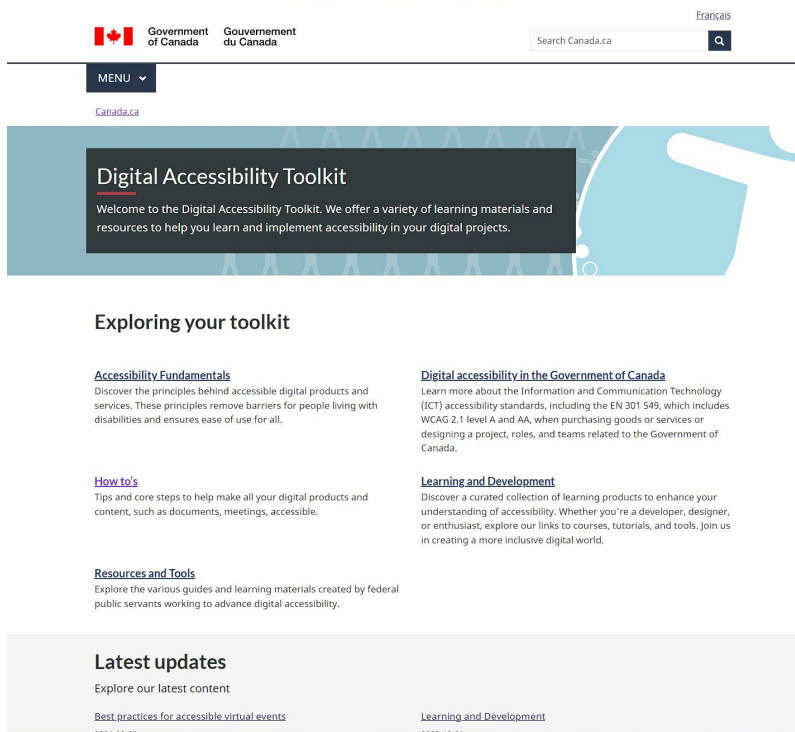 Français
Government of Canada
Gouvernement du Canada
Search Canada.ca
MENU
Canada.ca
Digital Accessibility Toolkit
Welcome to the Digital Accessibility Toolkit. We offer a variety of learning materials and
resources to help you learn and implement accessibility in your digital projects.
Exploring your toolkit
Accessibility Fundamentals
Discover the principles behind accessible digital products and
services. These principles remove barriers for people living with
disabilities and ensures ease of use for all.
Digital accessibility in the Government of Canada
Learn more about the Information and Communication Technology
(ICT) accessibility standards, including the EN 301 549, which includes
WCAG 2.1 level A and AA, when purchasing goods or services or
designing a project, roles, and teams related to the Government of
Canada.
How to's
Tips and core steps to help make all your digital products and
content, such as documents, meetings, accessible.
Learning and Development
Discover a curated collection of learning products to enhance your
understanding of accessibility. Whether you're a developer, designer,
or enthusiast, explore our links to courses, tutorials, and tools. Join us
in creating a more inclusive digital world.
Resources and Tools
Explore the various guides and learning materials created by federal
public servants working to advance digital accessibility.
Latest updates
Explore our latest content
Best practices for accessible virtual events
Learning and Development